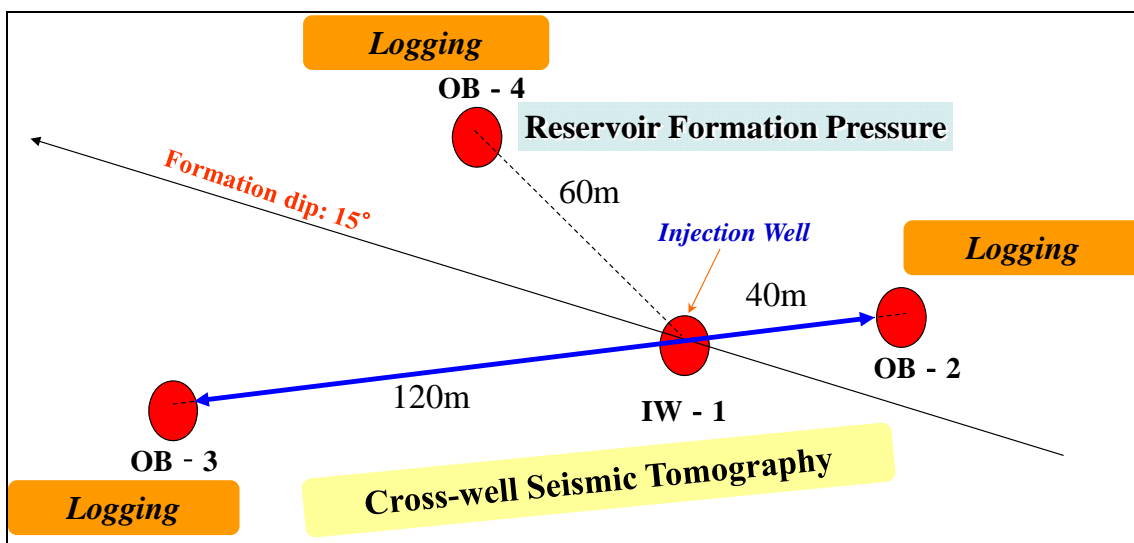 Logging
OB - 4
Reservoir Formation Pressure
Formation dip: 15°
60m
Injection Well
Logging
40m
OB - 2
120m
IW - 1
OB - 3
Cross-well Seismic Tomography
Logging